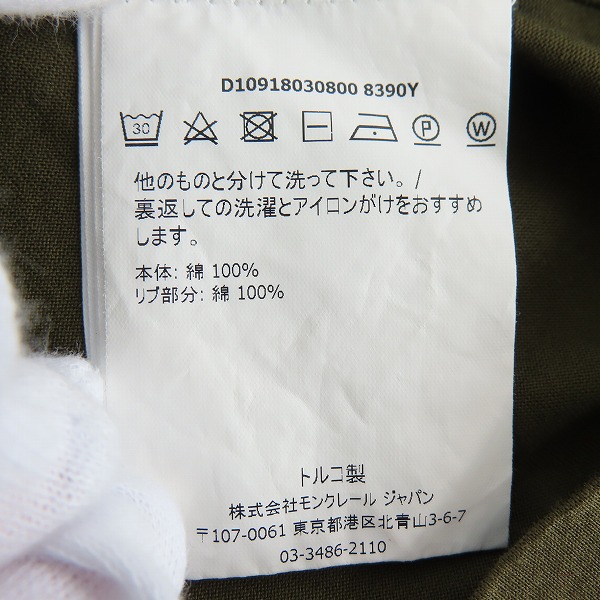 D10918030800 8390Y
30 P W
他のものと分けて洗って下さい。/
裏返しての洗濯とアイロンがけをおすすめ
します。
本体: 綿 100%
リブ部分: 綿 100%
トルコ製
株式会社モンクレール ジャパン
〒107-0061 東京都港区北青山3-6-7
03-3486-2110